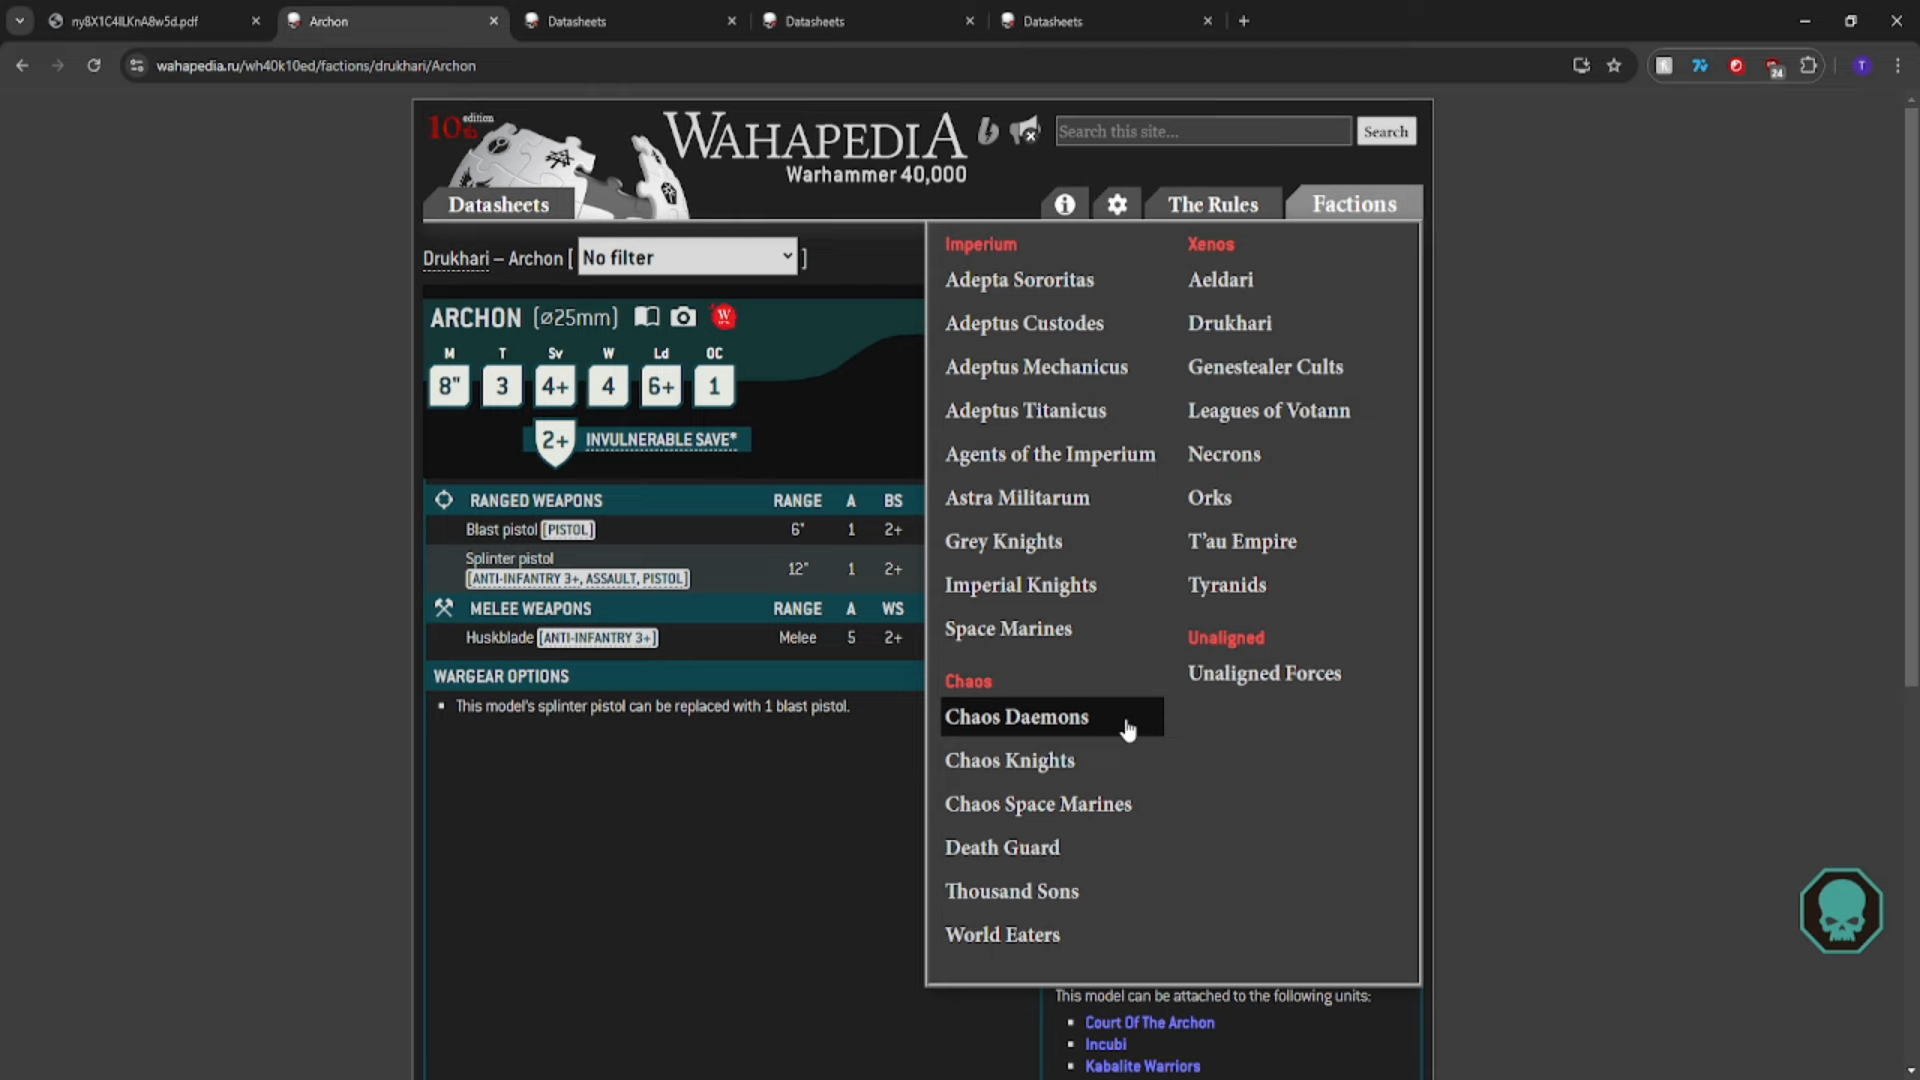 ny8X1C4llLKnA8w5d.pdf
Archon
Datasheets
Datasheets
Datasheets
wahapedia.ru/wh40k10ed/factions/drukhari/Archon
24
T
10th edition
WAHAPEDIA
Warhammer 40,000
Search this site...
Search
Datasheets
The Rules
Factions
Drukhari – Archon [ No filter ]
ARCHON (⌀25mm)
W
M T Sv W Ld OC
8" 3 4+ 4 6+ 1
2+ INVULNERABLE SAVE*
RANGED WEAPONS RANGE A BS
Blast pistol [PISTOL] 6" 1 2+
Splinter pistol
[ANTI-INFANTRY 3+, ASSAULT, PISTOL] 12" 1 2+
MELEE WEAPONS RANGE A WS
Huskblade [ANTI-INFANTRY 3+] Melee 5 2+
WARGEAR OPTIONS
This model's splinter pistol can be replaced with 1 blast pistol.
Imperium
Adepta Sororitas
Adeptus Custodes
Adeptus Mechanicus
Adeptus Titanicus
Agents of the Imperium
Astra Militarum
Grey Knights
Imperial Knights
Space Marines
Chaos
Chaos Daemons
Chaos Knights
Chaos Space Marines
Death Guard
Thousand Sons
World Eaters
Xenos
Aeldari
Drukhari
Genestealer Cults
Leagues of Votann
Necrons
Orks
T'au Empire
Tyranids
Unaligned
Unaligned Forces
This model can be attached to the following units:
Court Of The Archon
Incubi
Kabalite Warriors